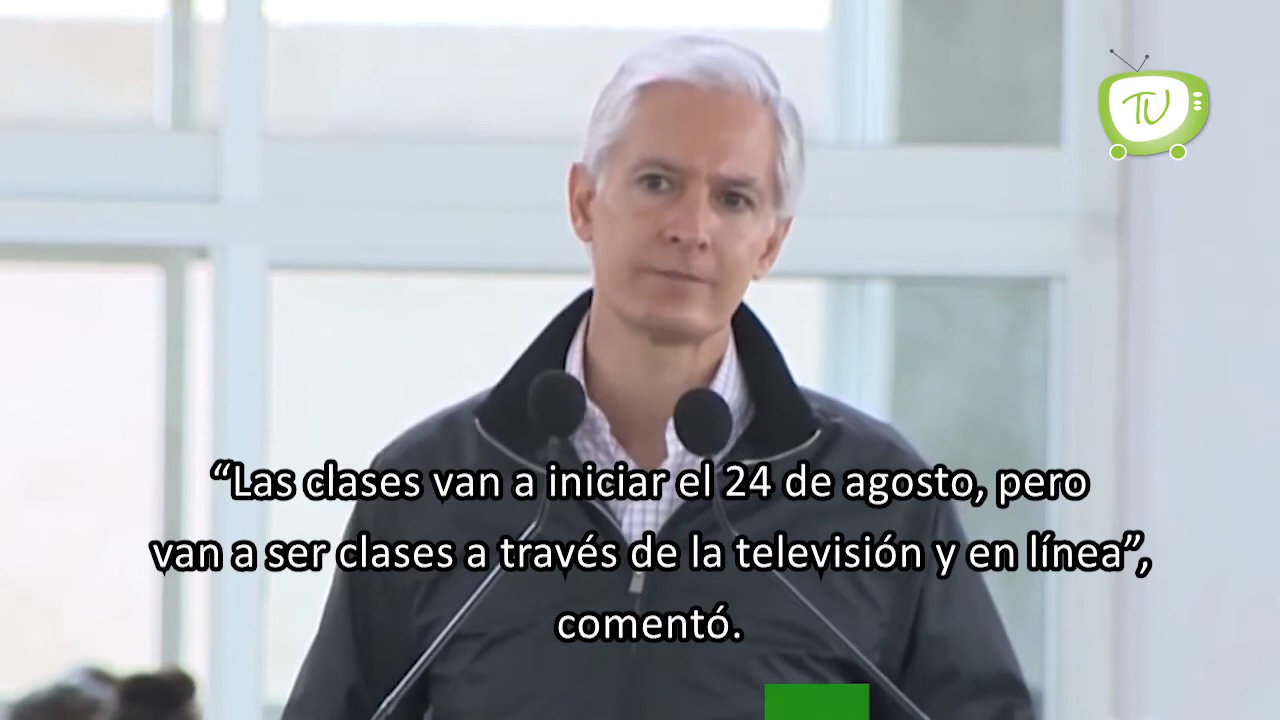 TV
“Las clases van a iniciar el 24 de agosto, pero
van a ser clases a través de la televisión y en línea”,
comentó.